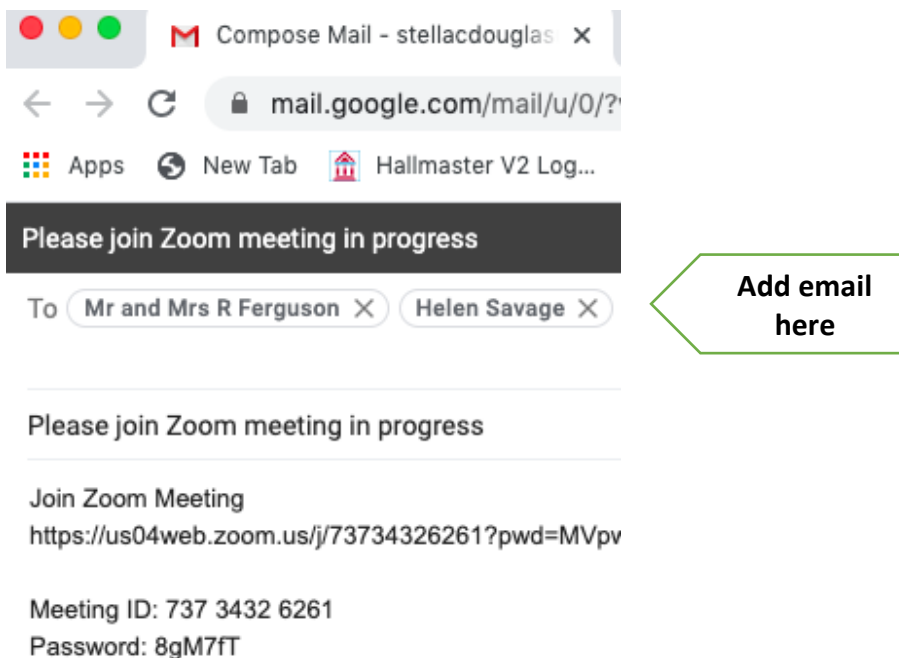 Compose Mail - stellacdouglas
mail.google.com/mail/u/0/?
Apps New Tab Hallmaster V2 Log...
Please join Zoom meeting in progress
To Mr and Mrs R Ferguson Helen Savage
Add email
here
Please join Zoom meeting in progress
Join Zoom Meeting
https://us04web.zoom.us/j/73734326261?pwd=MVpw
Meeting ID: 737 3432 6261
Password: 8gM7fT